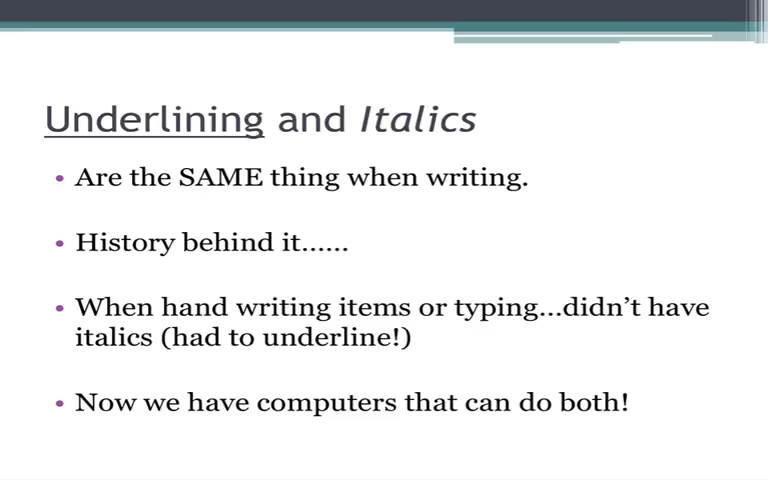 Underlining and Italics
• Are the SAME thing when writing.
• History behind it……
• When hand writing items or typing…didn’t have
italics (had to underline!)
• Now we have computers that can do both!